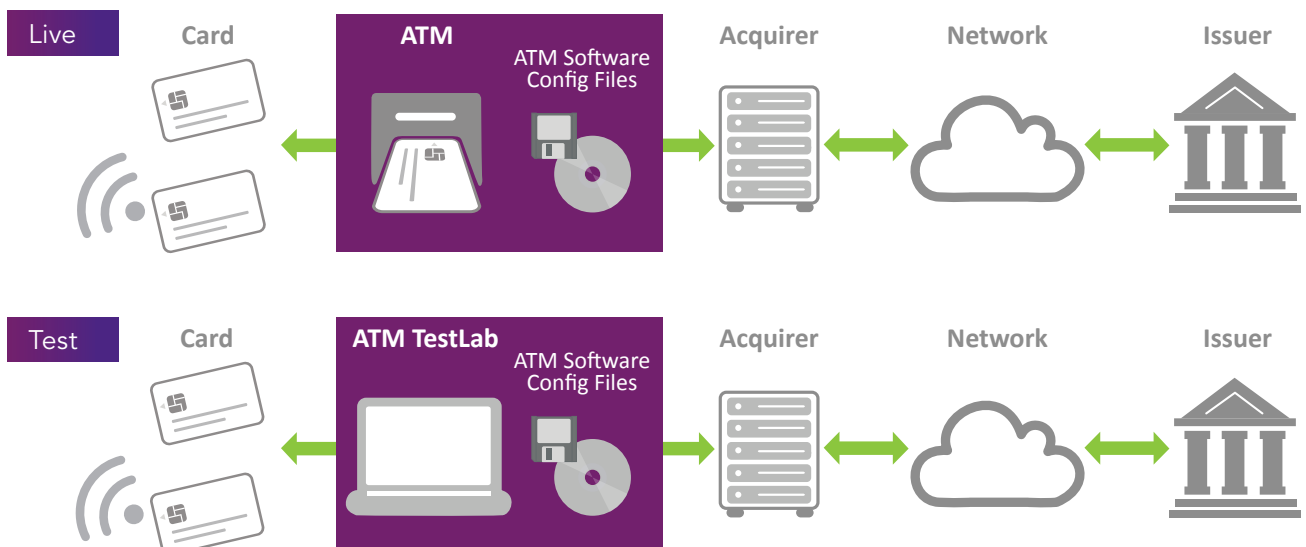 Live
Card
ATM
Acquirer
Network
Issuer
ATM Software
Config Files
Test
Card
ATM TestLab
Acquirer
Network
Issuer
ATM Software
Config Files